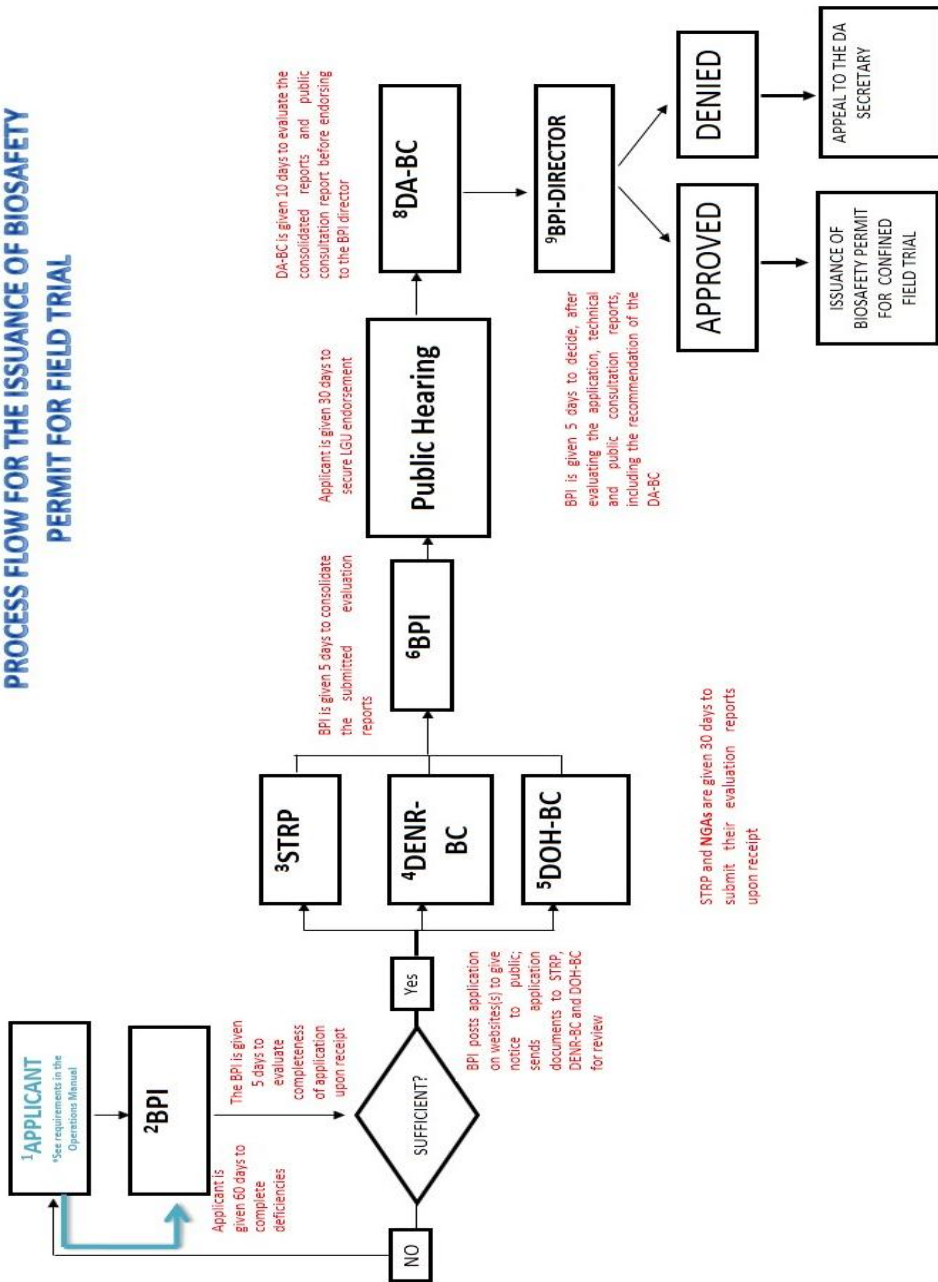 PROCESS FLOW FOR THE ISSUANCE OF BIOSAFETY
PERMIT FOR FIELD TRIAL
1APPLICANT
*See requirements in the
Operations Manual
2BPI
Applicant is
given 60 days to
complete
deficiencies
The BPI is given
5 days to
evaluate
completeness
of application
upon receipt
SUFFICIENT?
NO
Yes
BPI posts application
on websites(s) to give
notice to public;
sends application
documents to STRP,
DENR-BC and DOH-BC
for review
3STRP
4DENR-
BC
5DOH-BC
STRP and NGAs are given 30 days to
submit their evaluation reports
upon receipt
BPI is given 5 days to consolidate
the submitted evaluation
reports
6BPI
Applicant is given 30 days to
secure LGU endorsement
Public Hearing
DA-BC is given 10 days to evaluate the
consolidated reports and public
consultation report before endorsing
to the BPI director
8DA-BC
9BPI-DIRECTOR
BPI is given 5 days to decide, after
evaluating the application, technical
and public consultation reports,
including the recommendation of the
DA-BC
APPROVED
DENIED
ISSUANCE OF
BIOSAFETY PERMIT
FOR CONFINED
FIELD TRIAL
APPEAL TO THE DA
SECRETARY